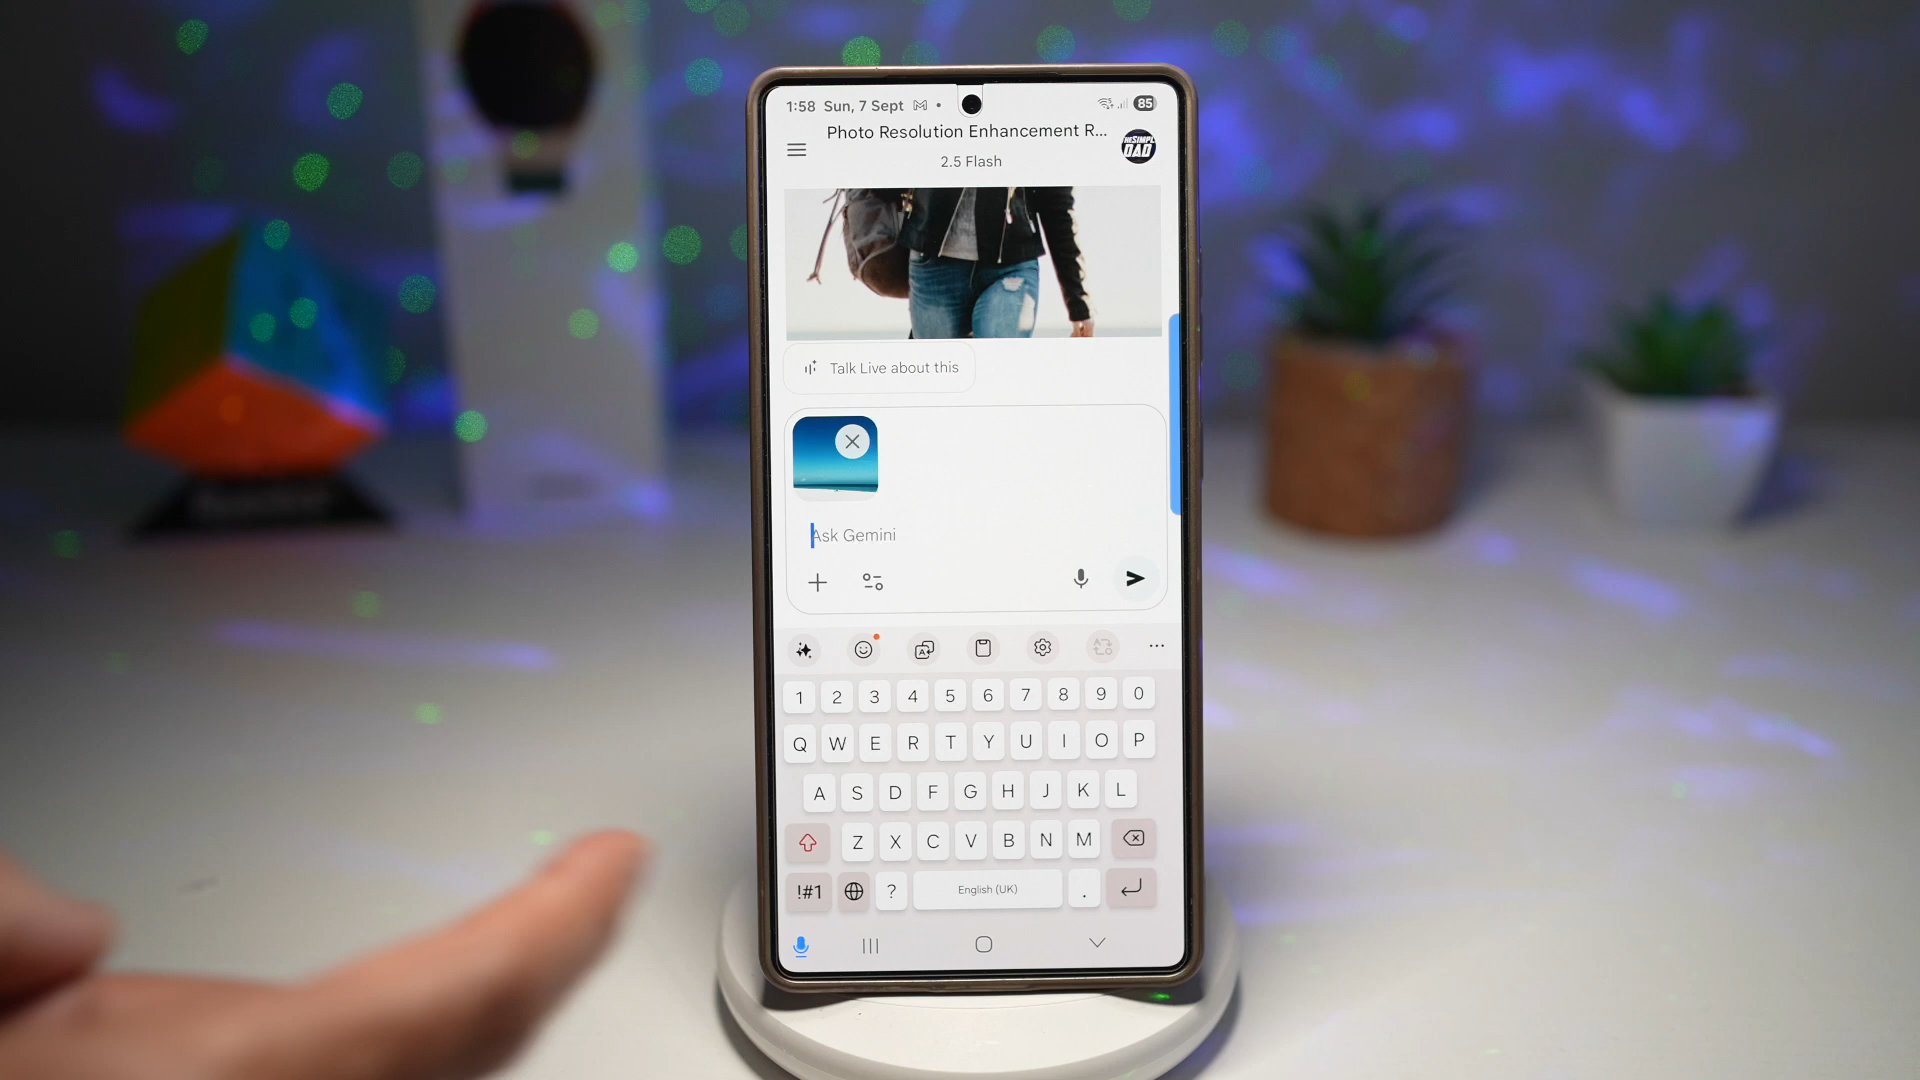 1:58 Sun, 7 Sept
85
Photo Resolution Enhancement R...
2.5 Flash
DAD
Talk Live about this
Ask Gemini
1 2 3 4 5 6 7 8 9 0
Q W E R T Y U I O P
A S D F G H J K L
Z X C V B N M
!#1 ? English (UK) .